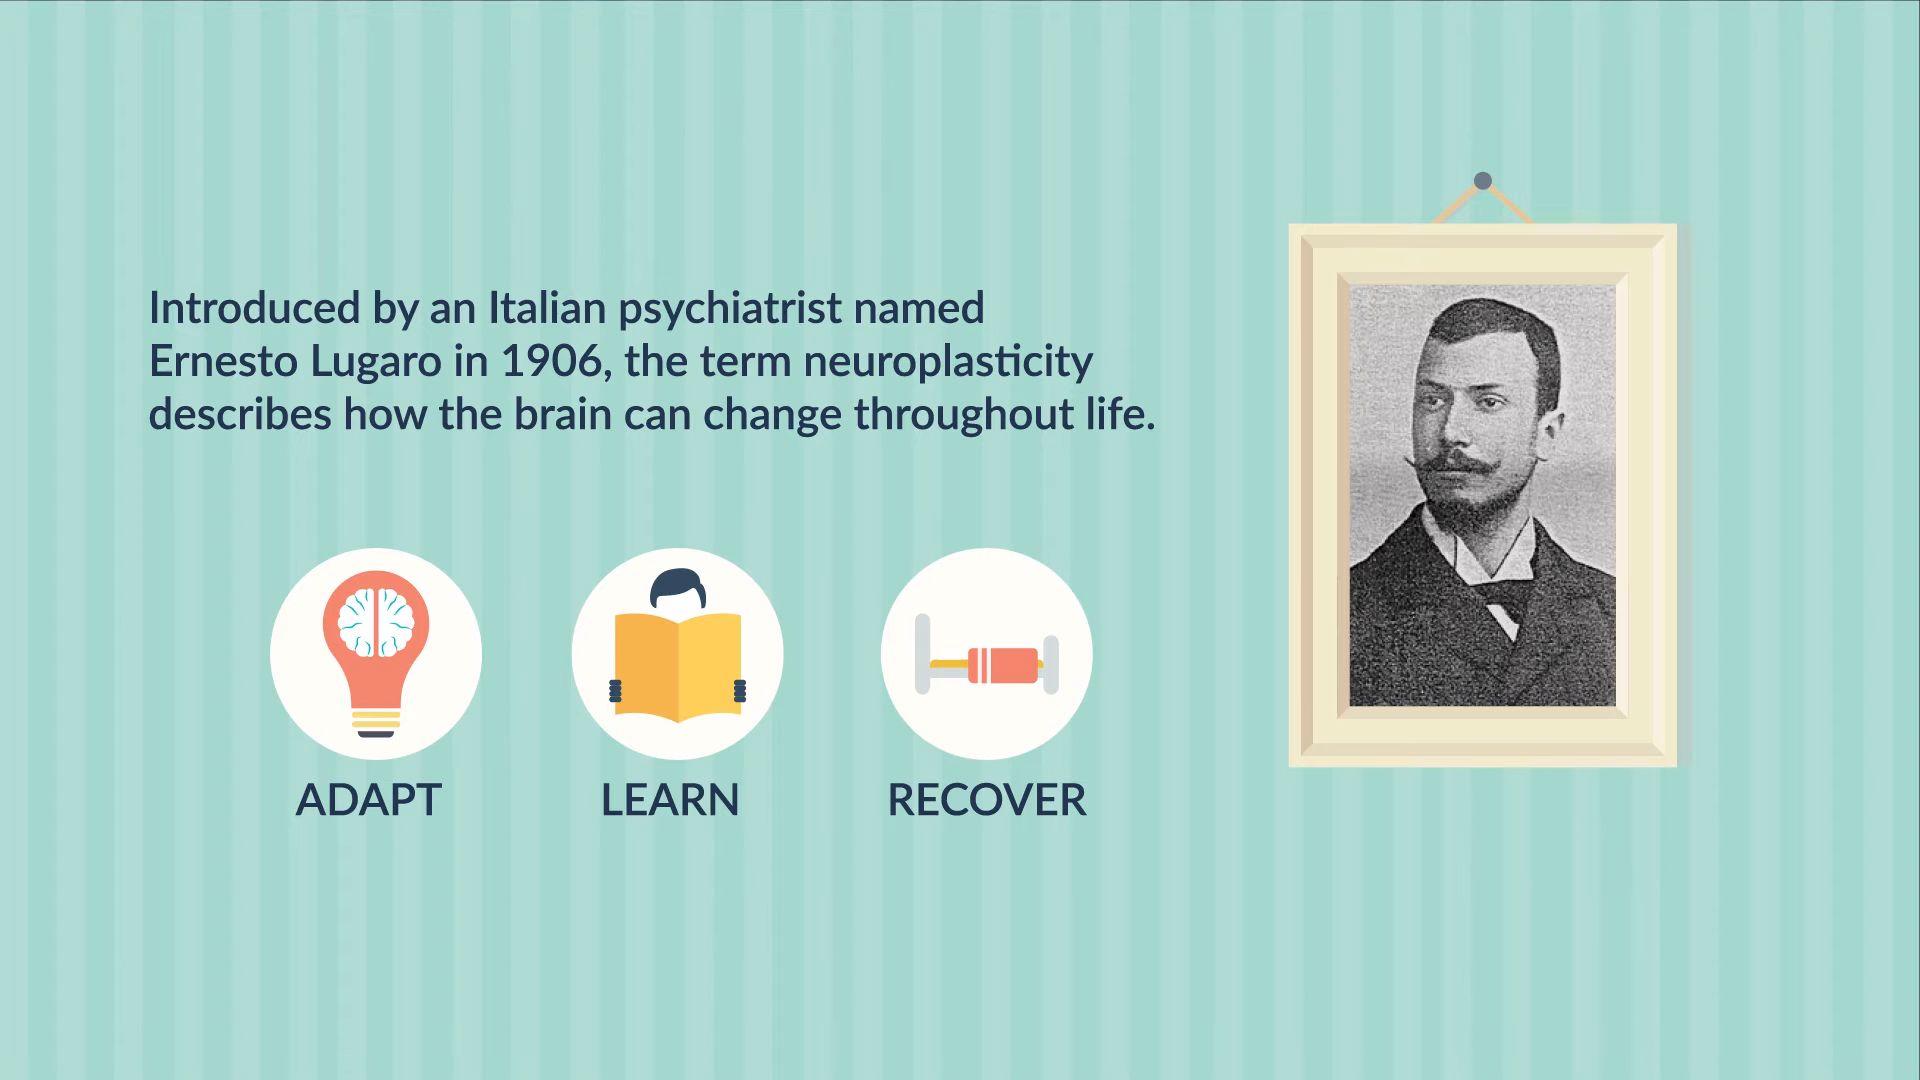 Introduced by an Italian psychiatrist named
Ernesto Lugaro in 1906, the term neuroplasticity
describes how the brain can change throughout life.
ADAPT
LEARN
RECOVER